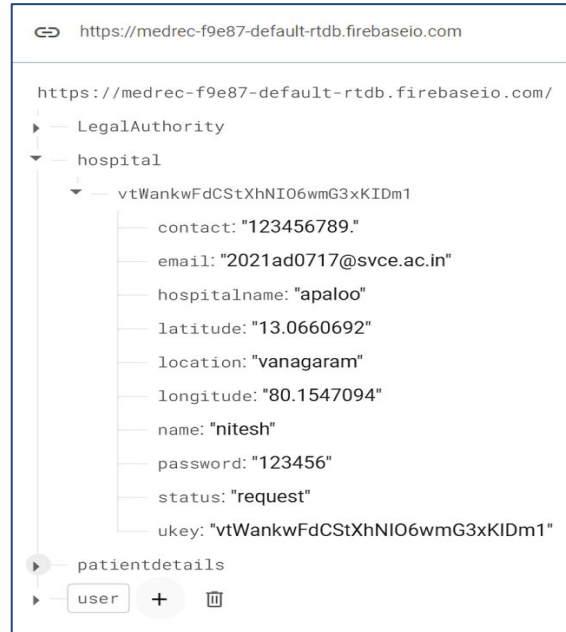 https://medrec-f9e87-default-rtdb.firebaseio.com
https://medrec-f9e87-default-rtdb.firebaseio.com/
LegalAuthority
hospital
vtWankwFdCStXhNIO6wmG3xKIDm1
contact: "123456789."
email: "2021ad0717@svce.ac.in"
hospitalname: "apaloo"
latitude: "13.0660692"
location: "vanagaram"
longitude: "80.1547094"
name: "nitesh"
password: "123456"
status: "request"
ukey: "vtWankwFdCStXhNIO6wmG3xKIDm1"
patientdetails
user